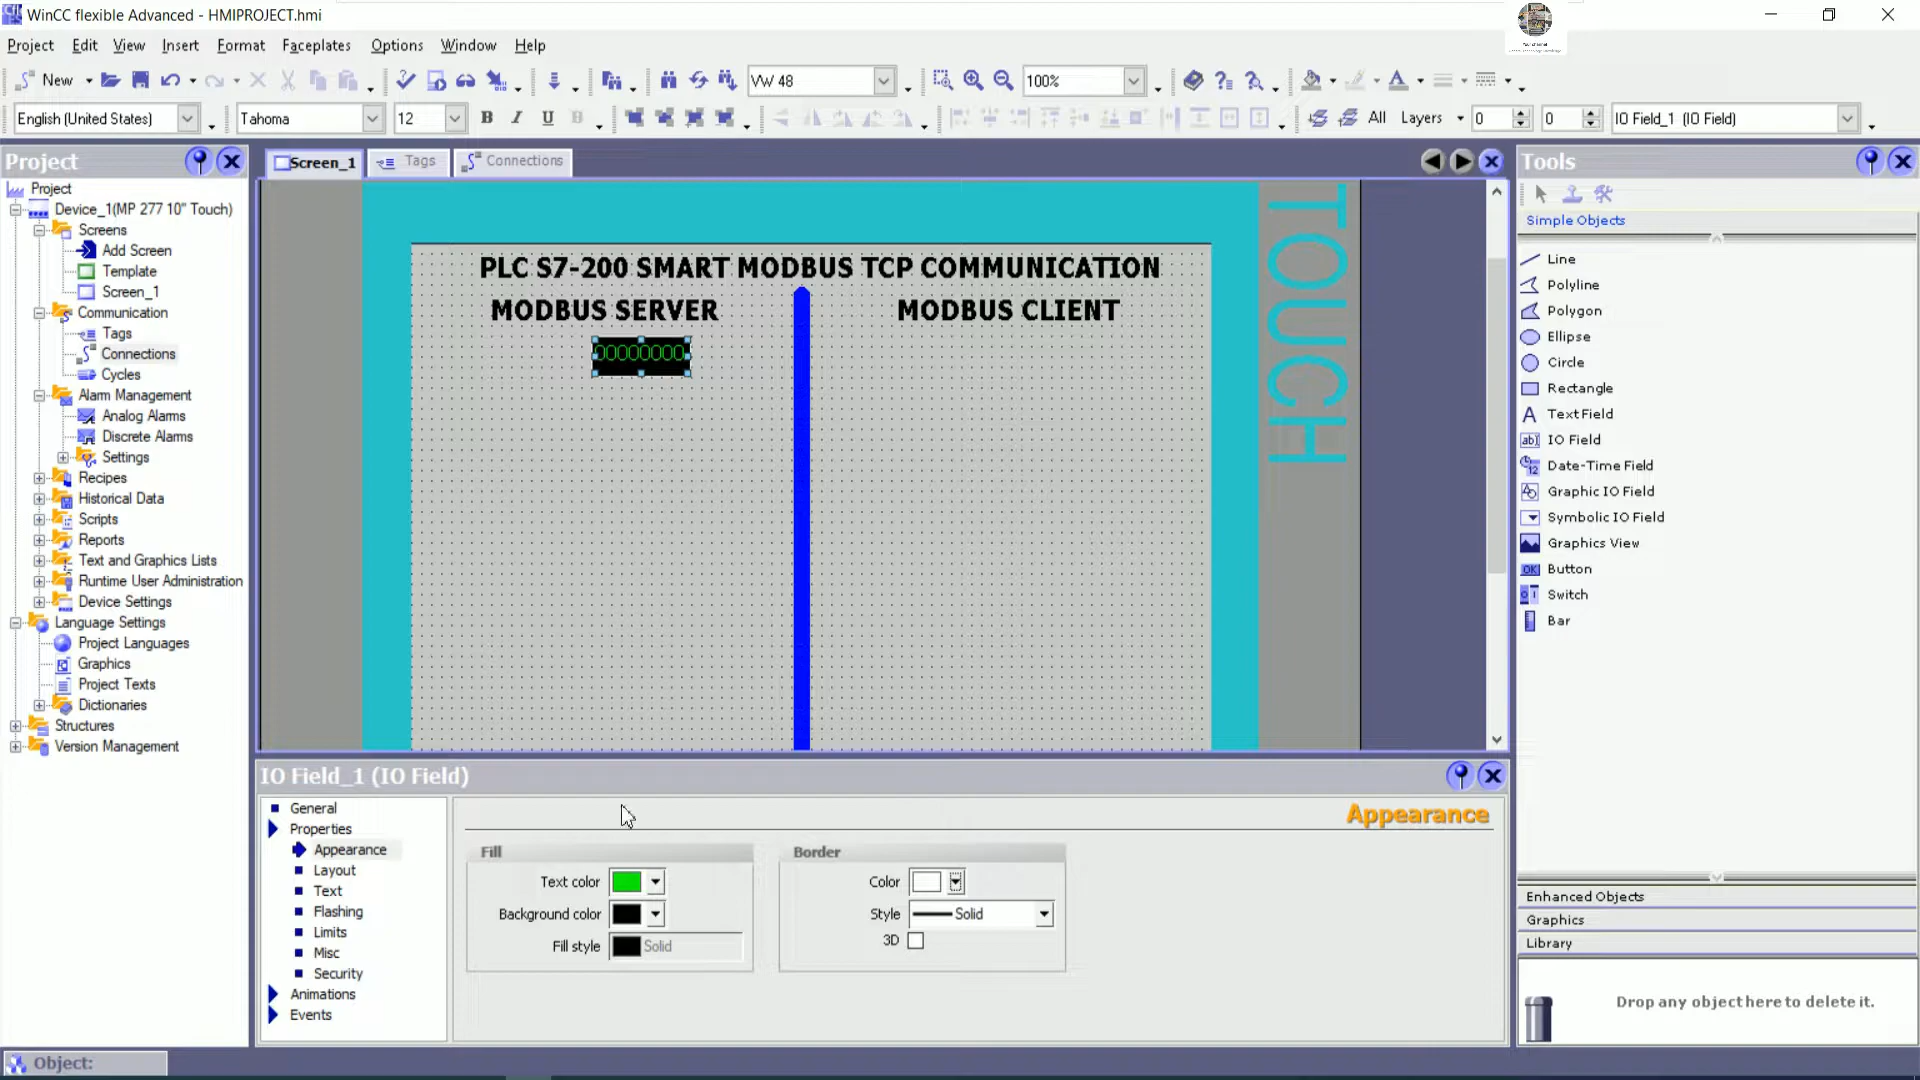 WinCC flexible Advanced - HMIPROJECT.hmi
Project Edit View Insert Format Faceplates Options Window Help
New VW 48 100%
English (United States) Tahoma 12 B I U B All Layers 0 0 IO Field_1 (IO Field)
Project
Project
Device_1(MP 277 10'' Touch)
Screens
Add Screen
Template
Screen_1
Communication
Tags
Connections
Cycles
Alarm Management
Analog Alarms
Discrete Alarms
Settings
Recipes
Historical Data
Scripts
Reports
Text and Graphics Lists
Runtime User Administration
Device Settings
Language Settings
Project Languages
Graphics
Project Texts
Dictionaries
Structures
Version Management
Screen_1 Tags Connections
PLC S7-200 SMART MODBUS TCP COMMUNICATION
MODBUS SERVER MODBUS CLIENT
00000000
TOUCH
IO Field_1 (IO Field)
General
Properties
Appearance
Layout
Text
Flashing
Limits
Misc
Security
Animations
Events
Appearance
Fill
Text color
Background color
Fill style Solid
Border
Color
Style Solid
3D
Tools
Simple Objects
Line
Polyline
Polygon
Ellipse
Circle
Rectangle
Text Field
IO Field
Date-Time Field
Graphic IO Field
Symbolic IO Field
Graphics View
Button
Switch
Bar
Enhanced Objects
Graphics
Library
Drop any object here to delete it.
Object: